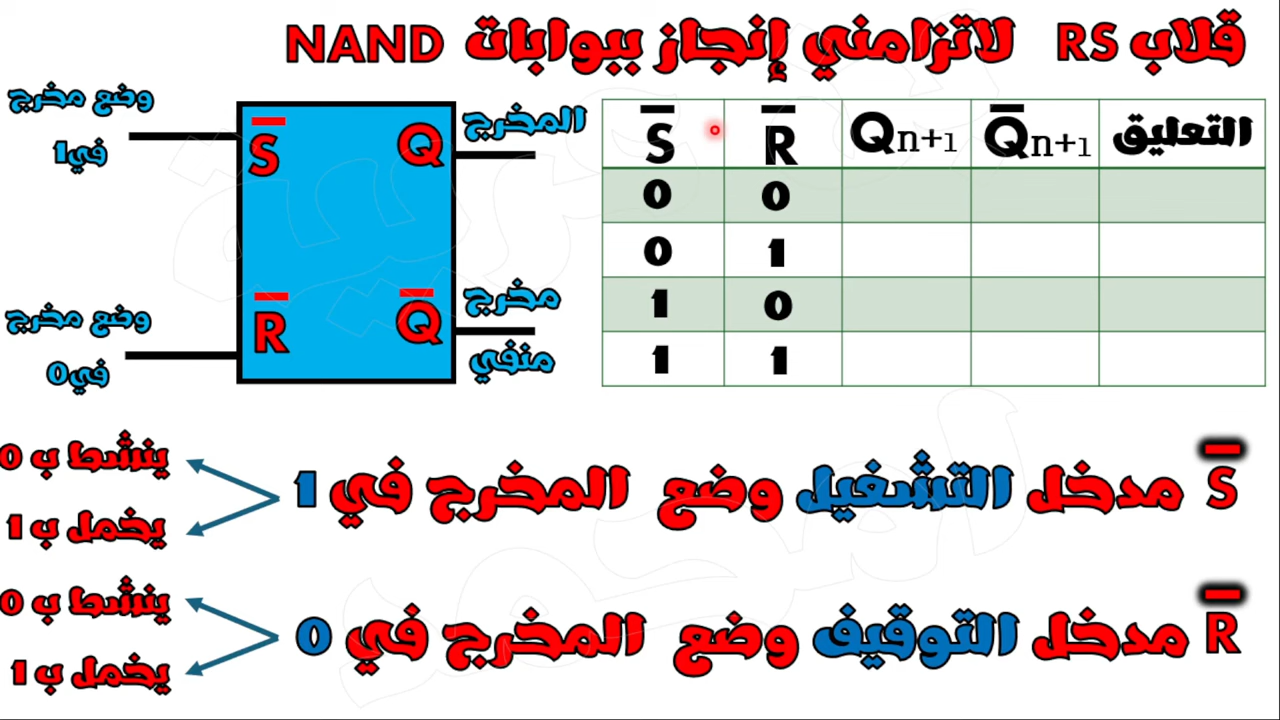 قلاب RS لاتزامني إنجاز ببوابات NAND
وضع مخرج
في1
S̅
Q
المخرج
وضع مخرج
في0
R̅
Q̅
مخرج
منفي
S̅ R̅ Qn+1 Q̅n+1 التعليق
0 0
0 1
1 0
1 1
S̅ مدخل التشغيل وضع المخرج في 1
ينشط ب 0
يخمل ب 1
R̅ مدخل التوقيف وضع المخرج في 0
ينشط ب 0
يخمل ب 1